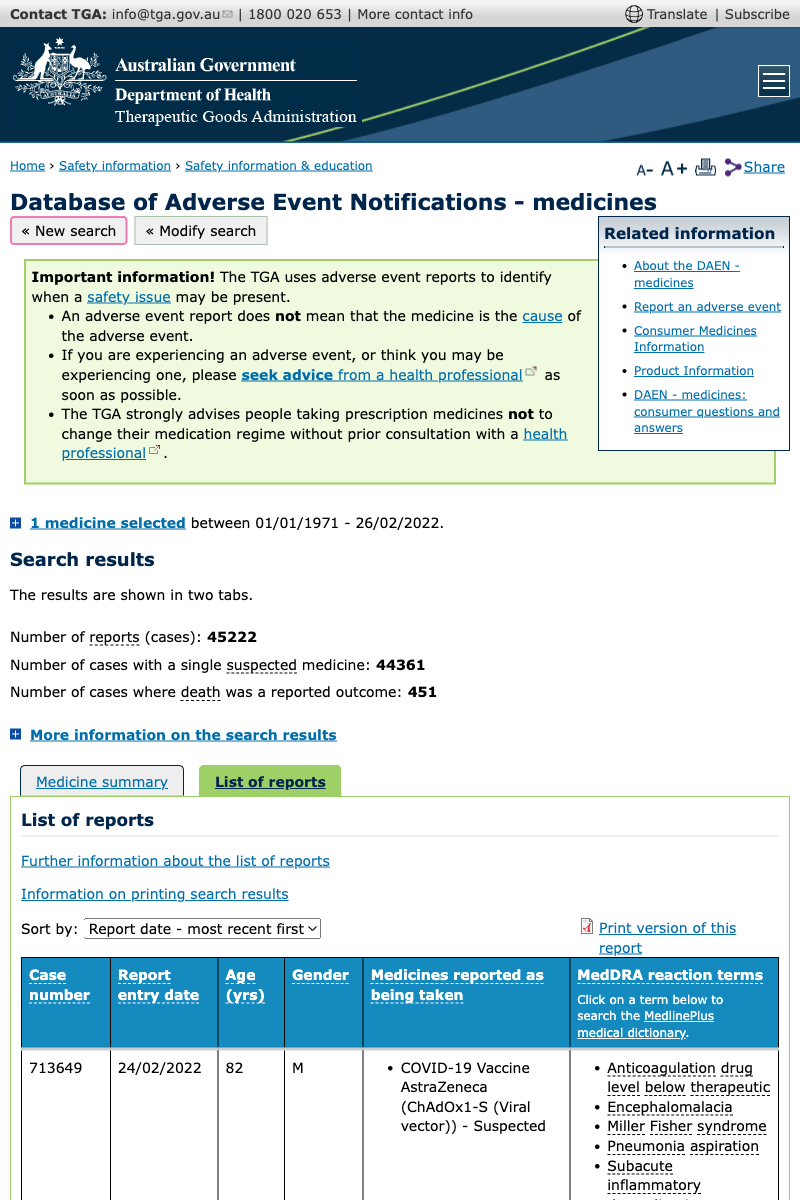 Contact TGA: info@tga.gov.au | 1800 020 653 | More contact info
Translate | Subscribe
Australian Government
Department of Health
Therapeutic Goods Administration
Home › Safety information › Safety information & education
A- A+ Share
Database of Adverse Event Notifications - medicines
« New search « Modify search
Important information! The TGA uses adverse event reports to identify
when a safety issue may be present.
• An adverse event report does not mean that the medicine is the cause of
the adverse event.
• If you are experiencing an adverse event, or think you may be
experiencing one, please seek advice from a health professional as
soon as possible.
• The TGA strongly advises people taking prescription medicines not to
change their medication regime without prior consultation with a health
professional.
Related information
• About the DAEN -
medicines
• Report an adverse event
• Consumer Medicines
Information
• Product Information
• DAEN - medicines:
consumer questions and
answers
1 medicine selected between 01/01/1971 - 26/02/2022.
Search results
The results are shown in two tabs.
Number of reports (cases): 45222
Number of cases with a single suspected medicine: 44361
Number of cases where death was a reported outcome: 451
More information on the search results
Medicine summary List of reports
List of reports
Further information about the list of reports
Information on printing search results
Sort by: Report date - most recent first
Print version of this
report
Case
number
Report
entry date
Age
(yrs)
Gender
Medicines reported as
being taken
MedDRA reaction terms
Click on a term below to
search the MedlinePlus
medical dictionary.
713649
24/02/2022
82
M
• COVID-19 Vaccine
AstraZeneca
(ChAdOx1-S (Viral
vector)) - Suspected
• Anticoagulation drug
level below therapeutic
• Encephalomalacia
• Miller Fisher syndrome
• Pneumonia aspiration
• Subacute
inflammatory